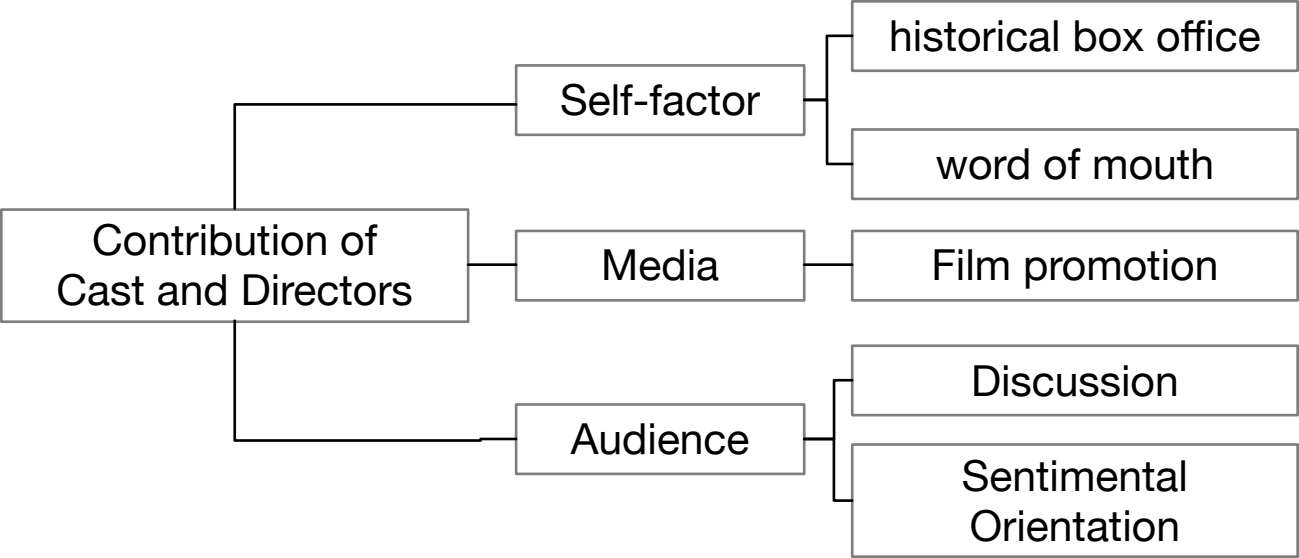 historical box office
Self-factor
word of mouth
Contribution of
Cast and Directors
Media
Film promotion
Discussion
Audience
Sentimental
Orientation